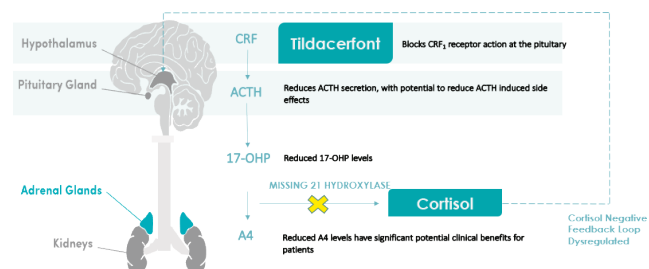 Hypothalamus
CRF
Tildacerfont
Blocks CRF₁ receptor action at the pituitary
Pituitary Gland
ACTH
Reduces ACTH secretion, with potential to reduce ACTH induced side
effects
17-OHP
Reduced 17-OHP levels
MISSING 21 HYDROXYLASE
Adrenal Glands
Cortisol
Cortisol Negative
Feedback Loop
Dysregulated
A4
Kidneys
Reduced A4 levels have significant potential clinical benefits for
patients